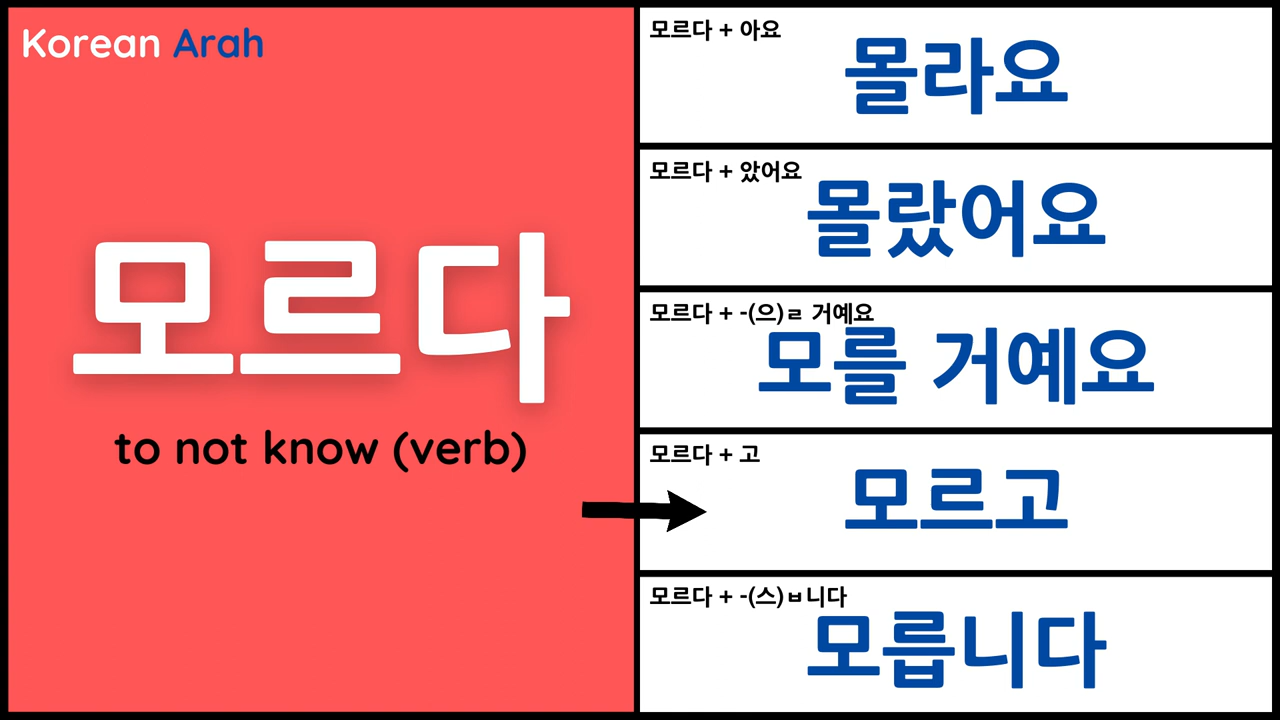 Korean Arah
모르다
to not know (verb)
모르다 + 아요
몰라요
모르다 + 았어요
몰랐어요
모르다 + -(으)ㄹ 거예요
모를 거예요
모르다 + 고
모르고
모르다 + -(스)ㅂ니다
모릅니다